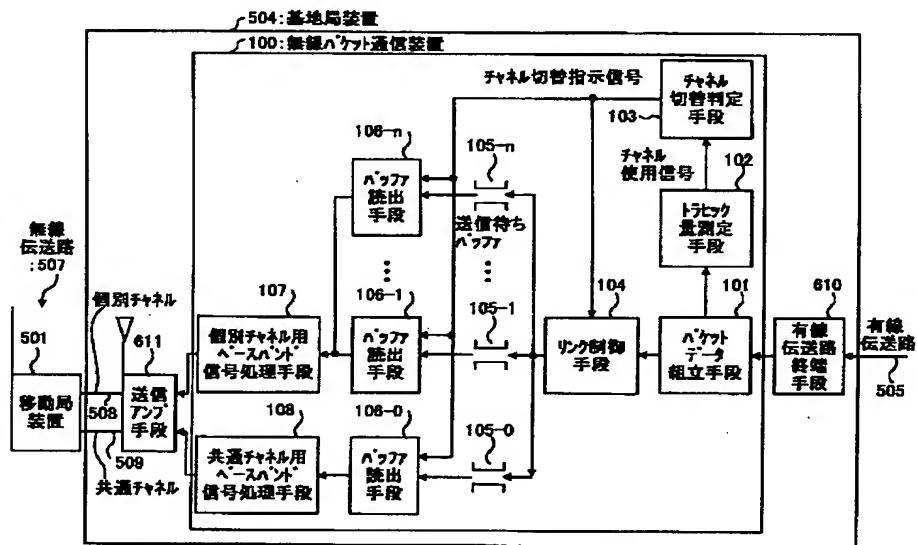 504:基地局装置
100:無線パケット通信装置
チャネル切替指示信号
チャネル
切替判定
手段
103
106-n
105-n
チャネル
使用信号
102
バッファ
読出
手段
送信待ち
バッファ
トラヒック
量測定
手段
無線
伝送路
:507
個別チャネル
107
106-1
105-1
104
101
610
501
611
個別チャネル用
ベースバンド
信号処理手段
バッファ
読出
手段
リンク制御
手段
パケット
データ
組立手段
有線
伝送路
終端
手段
有線
伝送路
505
移動局
装置
508
送信
アンプ
手段
108
106-0
105-0
509
共通チャネル
共通チャネル用
ベースバンド
信号処理手段
バッファ
読出
手段